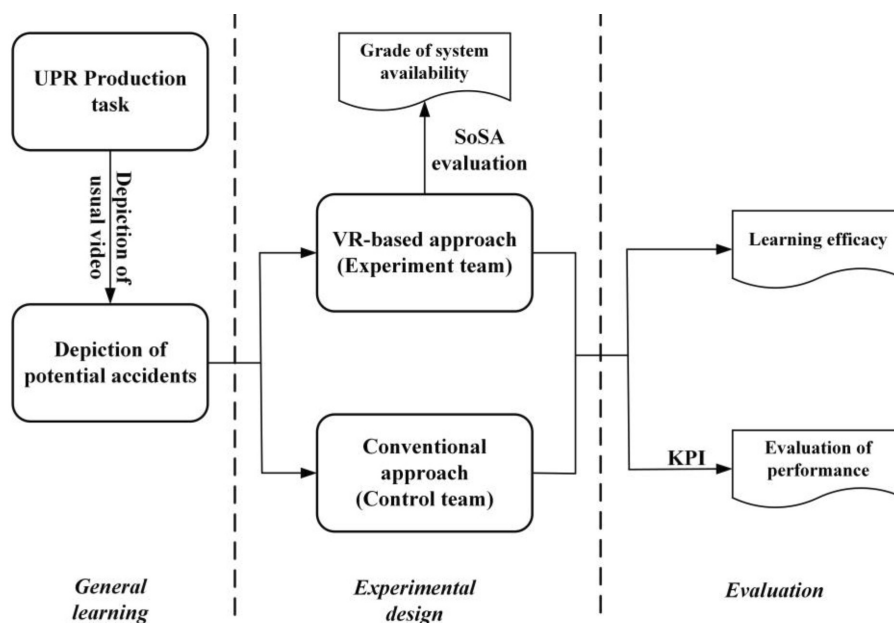 UPR Production
task
Depiction of
usual video
Depiction of
potential accidents
Grade of system
availability
SoSA
evaluation
VR-based approach
(Experiment team)
Conventional
approach
(Control team)
Learning efficacy
KPI
Evaluation of
performance
General
learning
Experimental
design
Evaluation